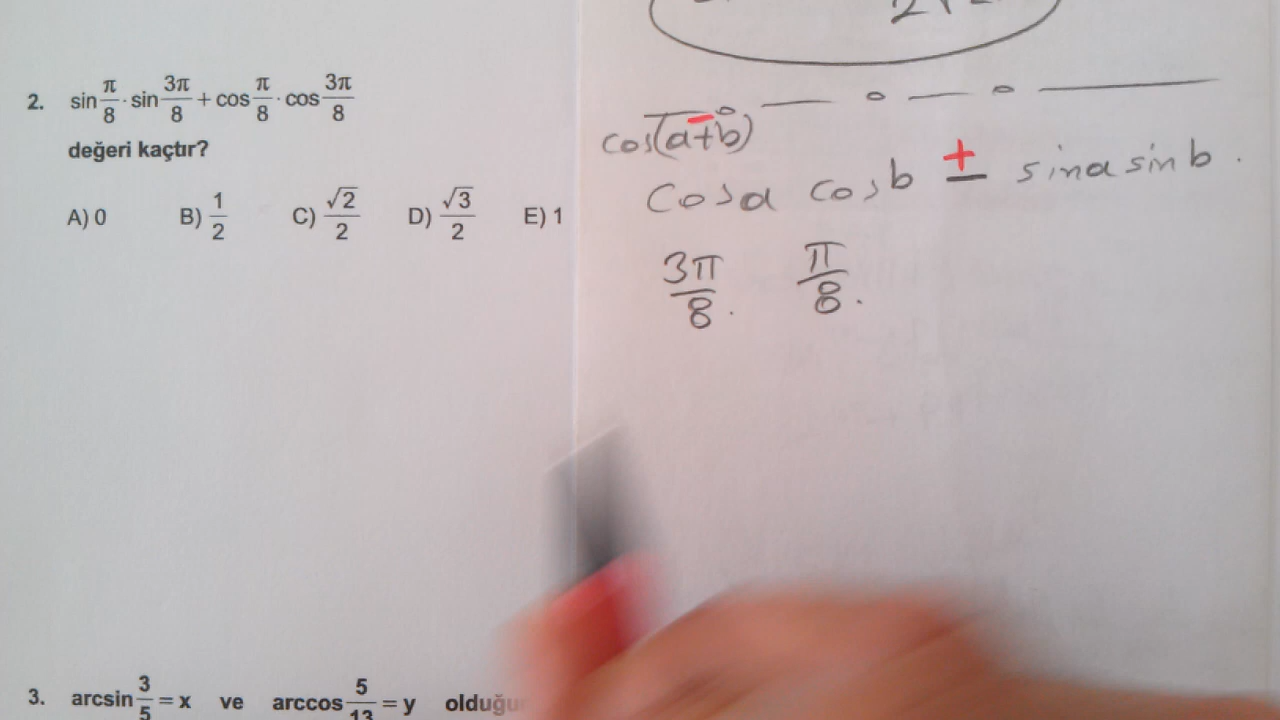 2. sin π/8 · sin 3π/8 + cos π/8 · cos 3π/8
değeri kaçtır?
A) 0 B) 1/2 C) √2/2 D) √3/2 E) 1
3. arcsin 3/5 = x ve arccos 5/13 = y
cos(a∓b)
cosa cosb ± sina sinb.
3π/8. π/8.